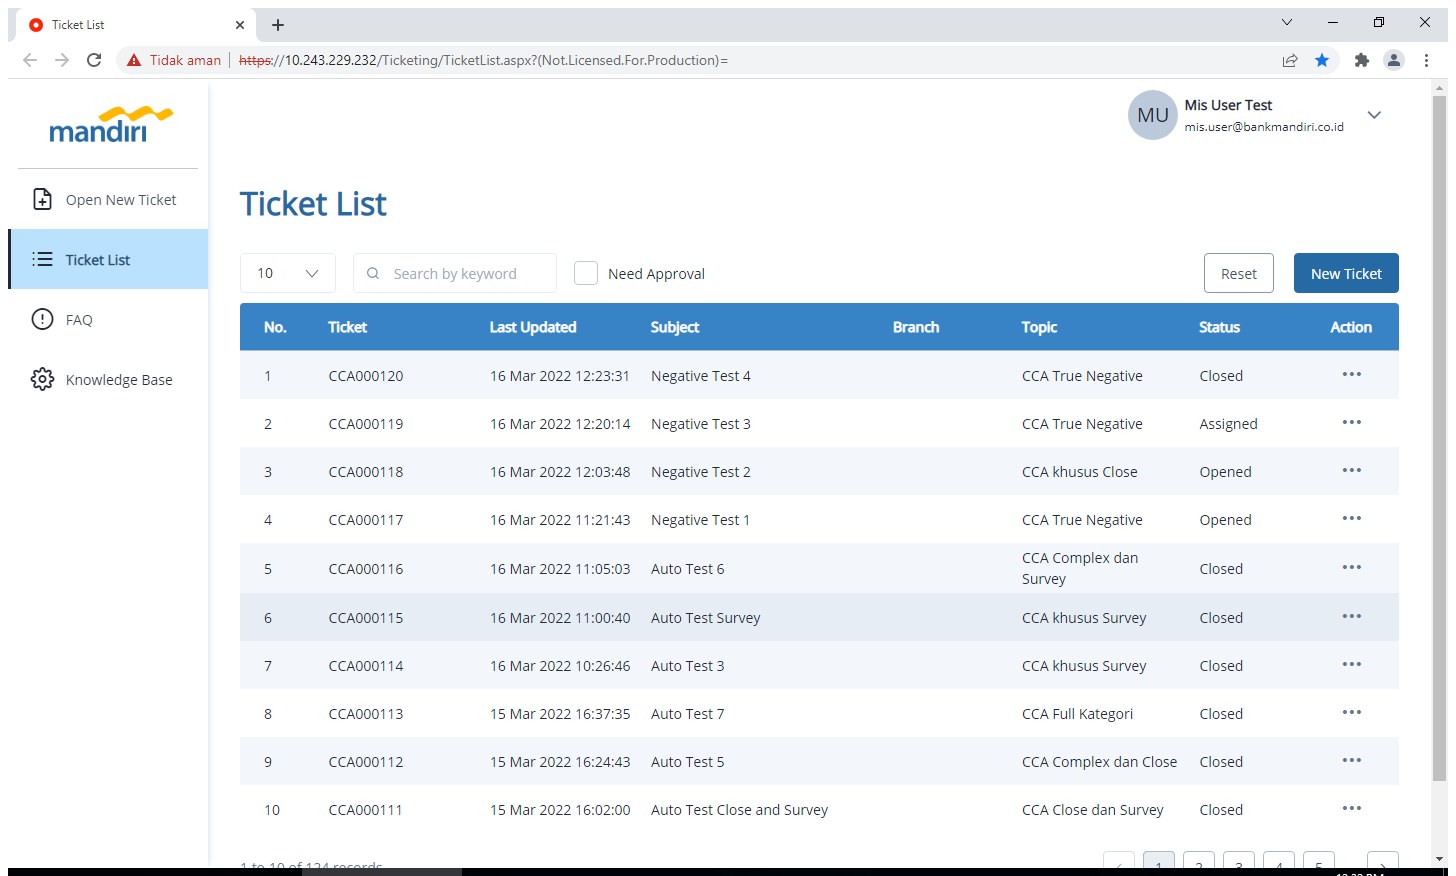 Ticket List
Tidak aman https://10.243.229.232/Ticketing/TicketList.aspx?(Not.Licensed.For.Production)=
mandiri
MU
Mis User Test
mis.user@bankmandiri.co.id
Open New Ticket
Ticket List
FAQ
Knowledge Base
Ticket List
10
Search by keyword
Need Approval
Reset
New Ticket
No. Ticket Last Updated Subject Branch Topic Status Action
1 CCA000120 16 Mar 2022 12:23:31 Negative Test 4 CCA True Negative Closed
2 CCA000119 16 Mar 2022 12:20:14 Negative Test 3 CCA True Negative Assigned
3 CCA000118 16 Mar 2022 12:03:48 Negative Test 2 CCA khusus Close Opened
4 CCA000117 16 Mar 2022 11:21:43 Negative Test 1 CCA True Negative Opened
5 CCA000116 16 Mar 2022 11:05:03 Auto Test 6 CCA Complex dan Survey Closed
6 CCA000115 16 Mar 2022 11:00:40 Auto Test Survey CCA khusus Survey Closed
7 CCA000114 16 Mar 2022 10:26:46 Auto Test 3 CCA khusus Survey Closed
8 CCA000113 15 Mar 2022 16:37:35 Auto Test 7 CCA Full Kategori Closed
9 CCA000112 15 Mar 2022 16:24:43 Auto Test 5 CCA Complex dan Close Closed
10 CCA000111 15 Mar 2022 16:02:00 Auto Test Close and Survey CCA Close dan Survey Closed
1 to 10 of 124 records
1 2 3 4 5